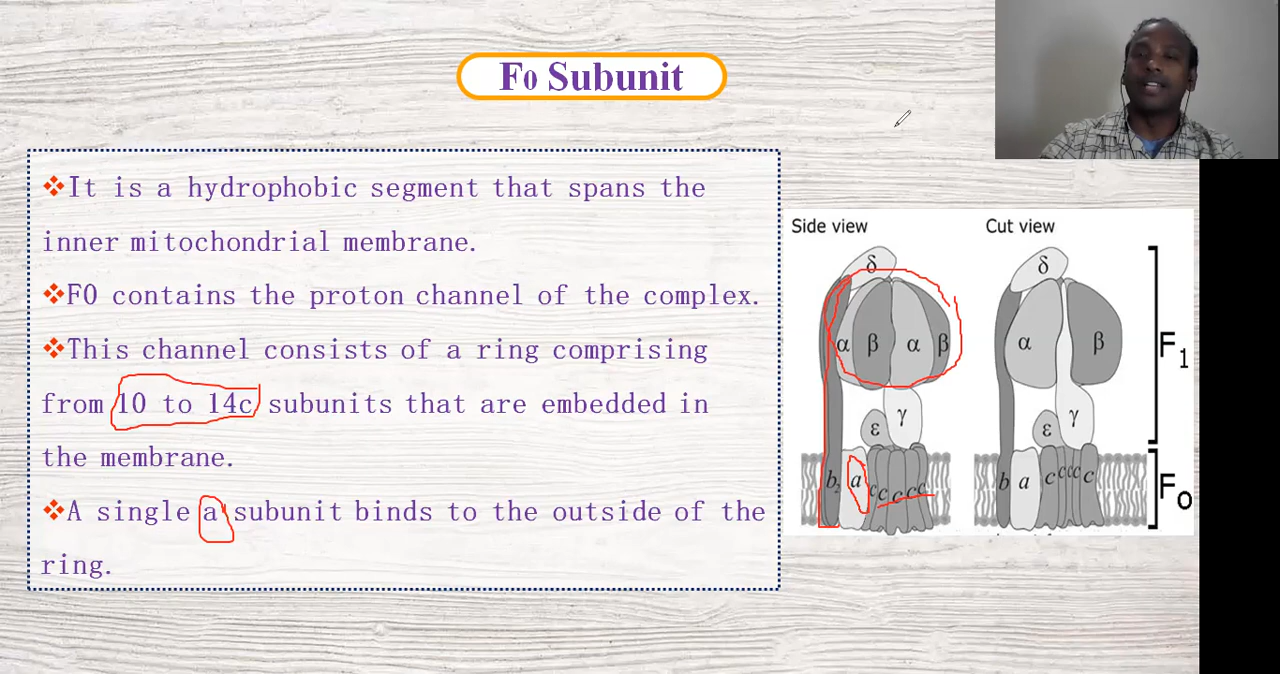 F0 Subunit
❖It is a hydrophobic segment that spans the
inner mitochondrial membrane.
❖FO contains the proton channel of the complex.
❖This channel consists of a ring comprising
from 10 to 14c subunits that are embedded in
the membrane.
❖A single a subunit binds to the outside of the
ring.
Side view
Cut view
δ
δ
α β α β
α β
F1
γ
γ
ε
ε
b2 a c c c c c
b a c c c c
Fo